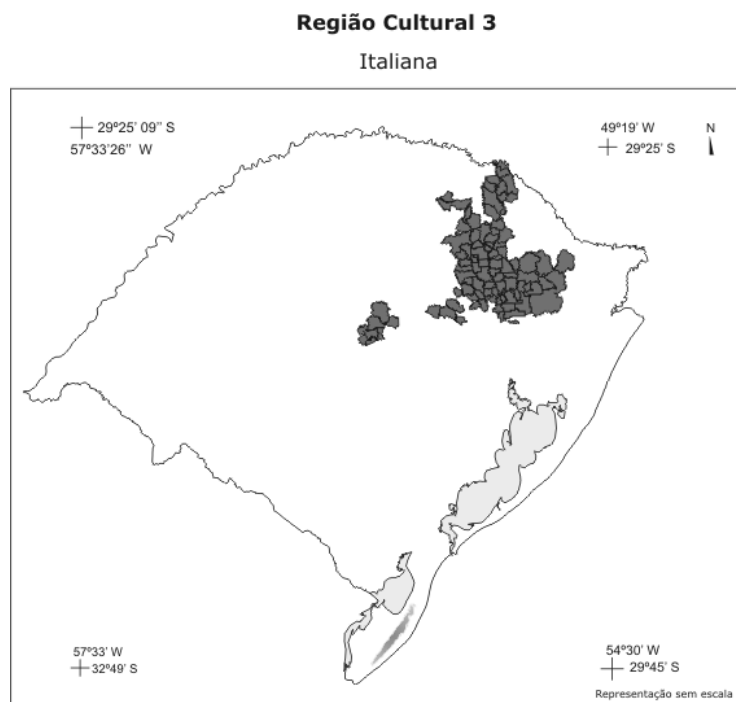 Região Cultural 3
Italiana
29º25' 09'' S
57º33'26'' W
49º19' W
29º25' S
N
57º33' W
32º49' S
54º30' W
29º45' S
Representação sem escala